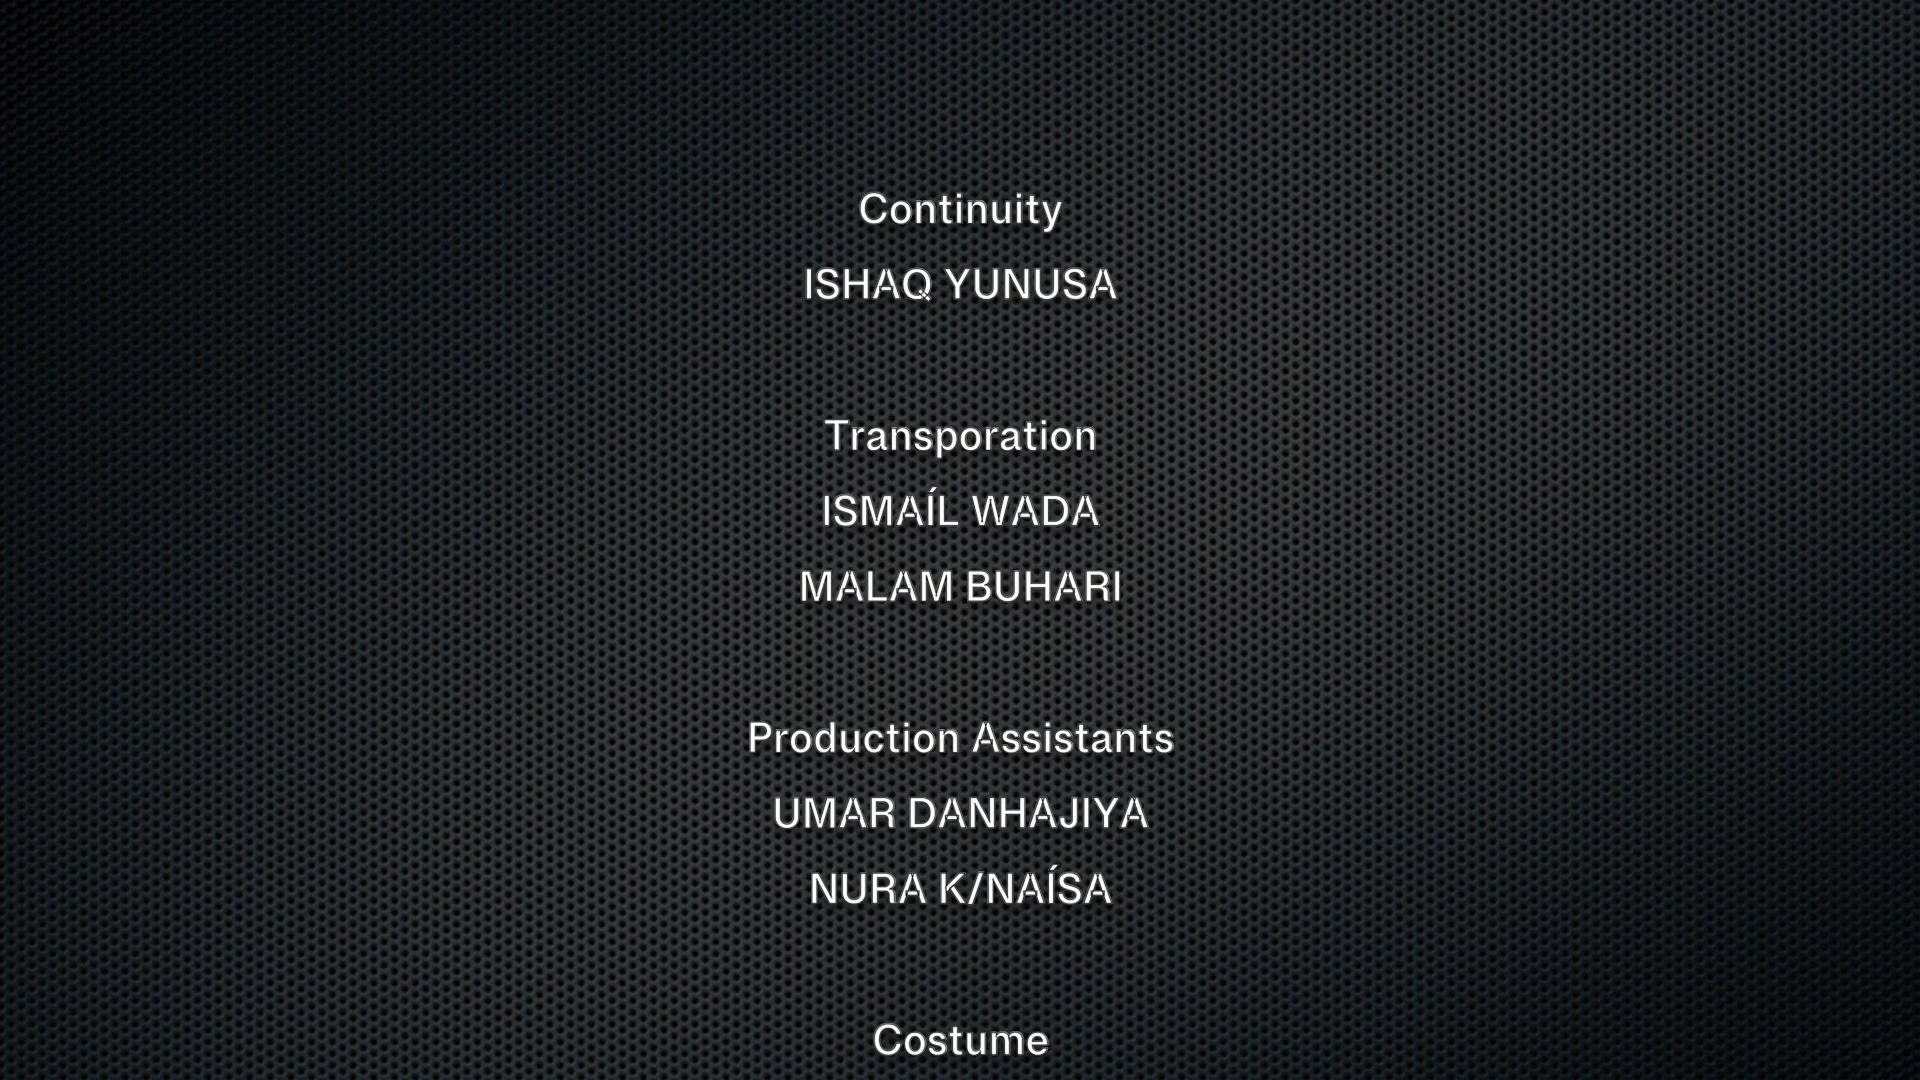 Continuity
ISHAQ YUNUSA
Transporation
ISMAÍL WADA
MALAM BUHARI
Production Assistants
UMAR DANHAJIYA
NURA K/NAÍSA
Costume